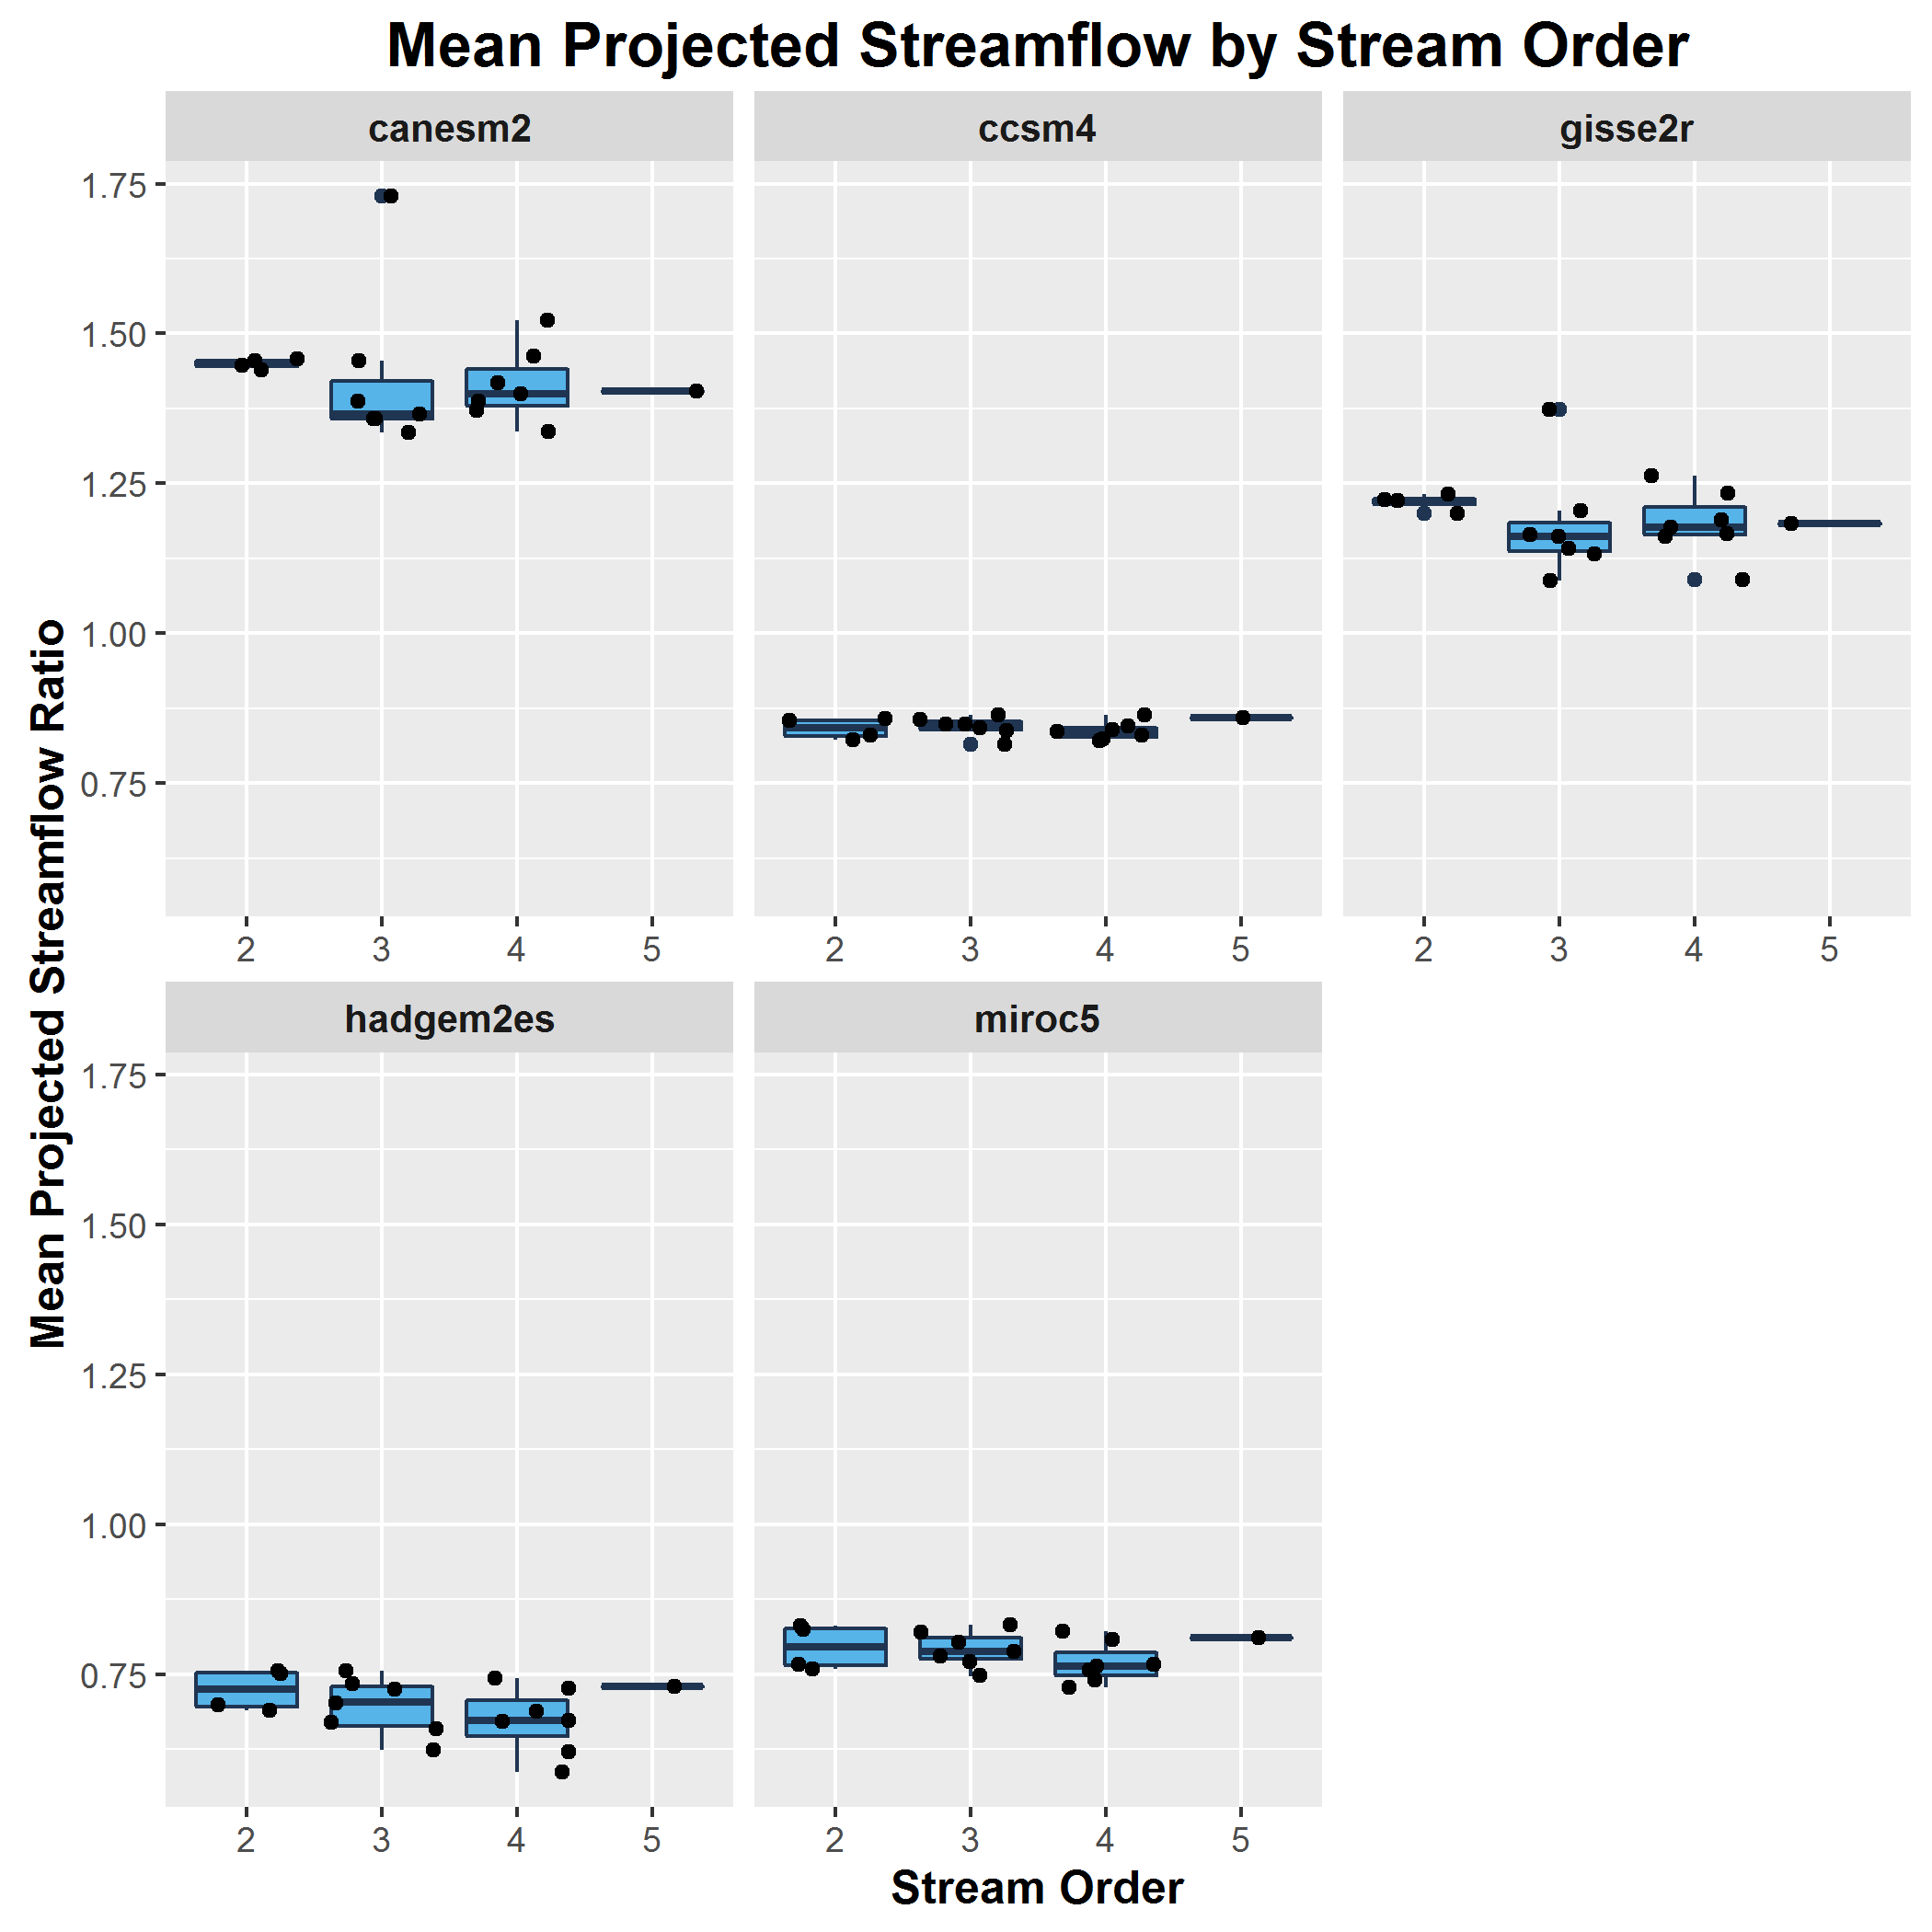 Mean Projected Streamflow by Stream Order
canesm2 ccsm4 gisse2r
1.75
1.50
1.25
1.00
0.75
2 3 4 5 2 3 4 5 2 3 4 5
Mean Projected Streamflow Ratio
hadgem2es miroc5
1.75
1.50
1.25
1.00
0.75
2 3 4 5 2 3 4 5
Stream Order